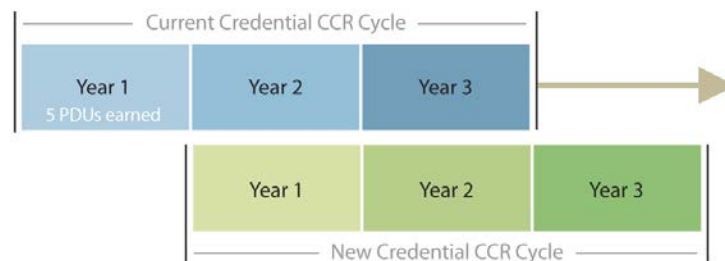 Current Credential CCR Cycle
Year 1
5 PDUs earned
Year 2
Year 3
Year 1
Year 2
Year 3
New Credential CCR Cycle